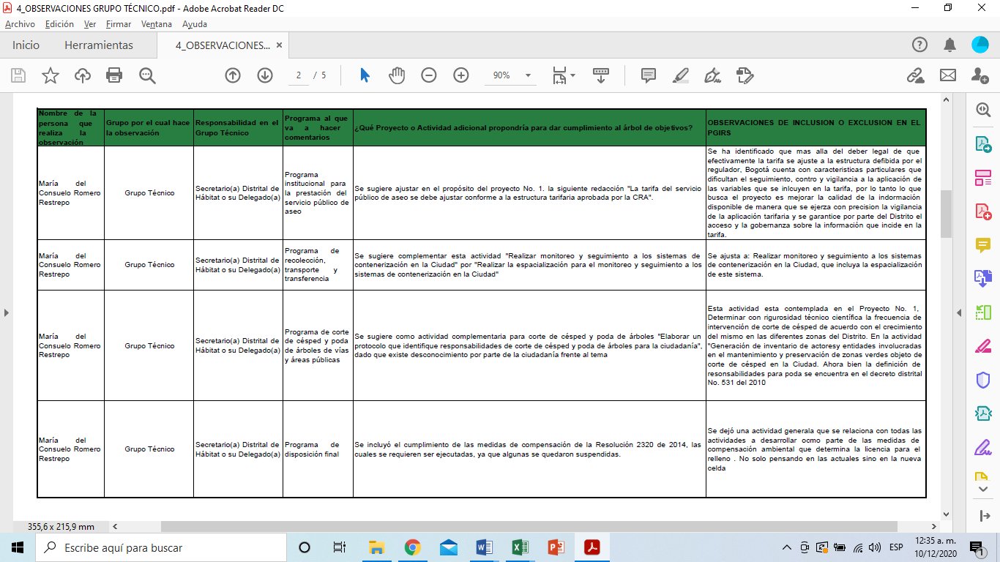 4_OBSERVACIONES GRUPO TÉCNICO.pdf - Adobe Acrobat Reader DC
Archivo Edición Ver Firmar Ventana Ayuda
Inicio Herramientas 4_OBSERVACIONES... ×
2 / 5 90%
Nombre de la
persona que
realiza la
observación
Grupo por el cual hace
la observación
Responsabilidad en el
Grupo Técnico
Programa al que
va a hacer
comentarios
¿Qué Proyecto o Actividad adicional propondría para dar cumplimiento al árbol de objetivos?
OBSERVACIONES DE INCLUSION O EXCLUSION EN EL
PGIRS
María del
Consuelo Romero
Restrepo
Grupo Técnico
Secretario(a) Distrital de
Hábitat o su Delegado(a)
Programa
institucional para
la prestación del
servicio público de
aseo
Se sugiere ajustar en el propósito del proyecto No. 1. la siguiente redacción "La tarifa del servicio
público de aseo se debe ajustar conforme a la estructura tarifaria aprobada por la CRA".
Se ha identificado que mas alla del deber legal de que
efectivamente la tarifa se ajuste a la estructura defibida por el
regulador, Bogotá cuenta con caracteristicas particulares que
dificultan el seguimiento, contro y vigilancia a la aplicación de
las variables que se inlcuyen en la tarifa, por lo tanto lo que
busca el proyecto es mejorar la calidad de la indormación
disponible de manera que se ejerza con precision la vigilancia
de la aplicación tarifaria y se garantice por parte del Distrito el
acceso y la gobernanza sobre la información que incide en la
tarifa.
María del
Consuelo Romero
Restrepo
Grupo Técnico
Secretario(a) Distrital de
Hábitat o su Delegado(a)
Programa de
recolección,
transporte y
transferencia
Se sugiere complementar esta actividad "Realizar monitoreo y seguimiento a los sistemas de
contenerización en la Ciudad" por "Realizar la espacialización para el monitoreo y seguimiento a los
sistemas de contenerización en la Ciudad"
Se ajusta a: Realizar monitoreo y seguimiento a los sistemas
de contenerización en la Ciudad, que incluya la espacialización
de este sistema.
María del
Consuelo Romero
Restrepo
Grupo Técnico
Secretario(a) Distrital de
Hábitat o su Delegado(a)
Programa de corte
de césped y poda
de árboles de vías
y áreas públicas
Se sugiere como actividad complementaria para corte de césped y poda de árboles "Elaborar un
protocolo que identifique responsabilidades de corte de césped y poda de árboles para la ciudadanía",
dado que existe desconocimiento por parte de la ciudadanía frente al tema
Esta actividad esta contemplada en el Proyecto No. 1,
Determinar con rigurosidad técnico científica la frecuencia de
intervención de corte de césped de acuerdo con el crecimiento
del mismo en las diferentes zonas del Distrito. En la actividad
"Generación de inventario de actoresy entidades involucradas
en el mantenimiento y preservación de zonas verdes objeto de
corte de césped en la Ciudad. Ahora bien la definición de
resonsabilidades para poda se encuentra en el decreto distrital
No. 531 del 2010
María del
Consuelo Romero
Restrepo
Grupo Técnico
Secretario(a) Distrital de
Hábitat o su Delegado(a)
Programa de
disposición final
Se incluyó el cumplimiento de las medidas de compensación de la Resolución 2320 de 2014, las
cuales se requieren ser ejecutadas, ya que algunas se quedaron suspendidas.
Se dejó una actividad generala que se relaciona con todas las
actividades a desarrollar ocmo parte de las medidas de
compensación ambiental que determina la licencia para el
relleno . No solo pensando en las actuales sino en la nueva
celda
355,6 x 215,9 mm
Escribe aquí para buscar
ESP
12:35 a. m.
10/12/2020
1